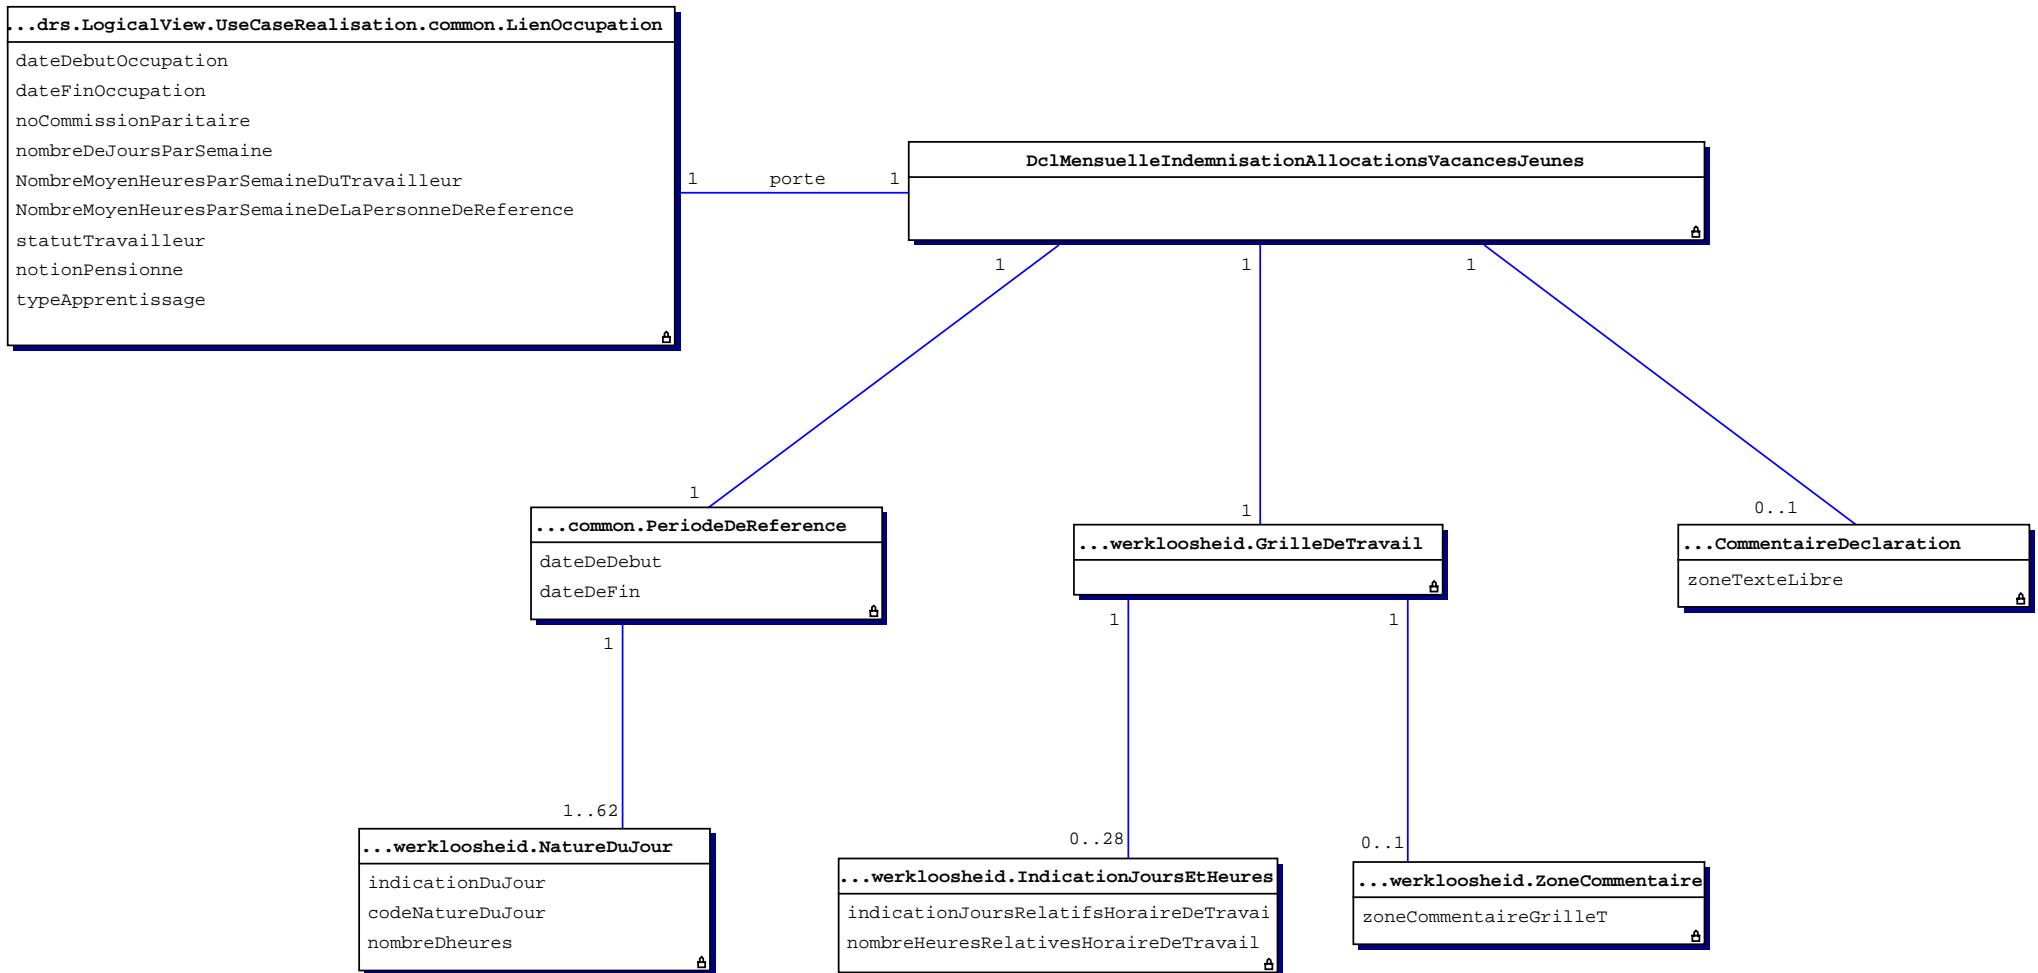 ...drs.LogicalView.UseCaseRealisation.common.LienOccupation
dateDebutOccupation
dateFinOccupation
noCommissionParitaire
nombreDeJoursParSemaine
NombreMoyenHeuresParSemaineDuTravailleur
NombreMoyenHeuresParSemaineDeLaPersonneDeReference
statutTravailleur
notionPensionne
typeApprentissage
1 porte 1
DclMensuelleIndemnisationAllocationsVacancesJeunes
1 1 1
1 1 0..1
...common.PeriodeDeReference
dateDeDebut
dateDeFin
...werkloosheid.GrilleDeTravail
...CommentaireDeclaration
zoneTexteLibre
1 1 1
1..62 0..28 0..1
...werkloosheid.NatureDuJour
indicationDuJour
codeNatureDuJour
nombreDheures
...werkloosheid.IndicationJoursEtHeures
indicationJoursRelatifsHoraireDeTravai
nombreHeuresRelativesHoraireDeTravail
...werkloosheid.ZoneCommentaire
zoneCommentaireGrilleT